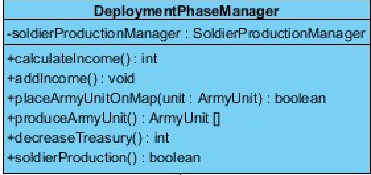 DeploymentPhaseManager
-soldierProductionManager : SoldierProductionManager
+calculateIncome() : int
+addIncome() : void
+placeArmyUnitOnMap(unit : ArmyUnit) : boolean
+produceArmyUnit() : ArmyUnit []
+decreaseTreasury() : int
+soldierProduction() : boolean